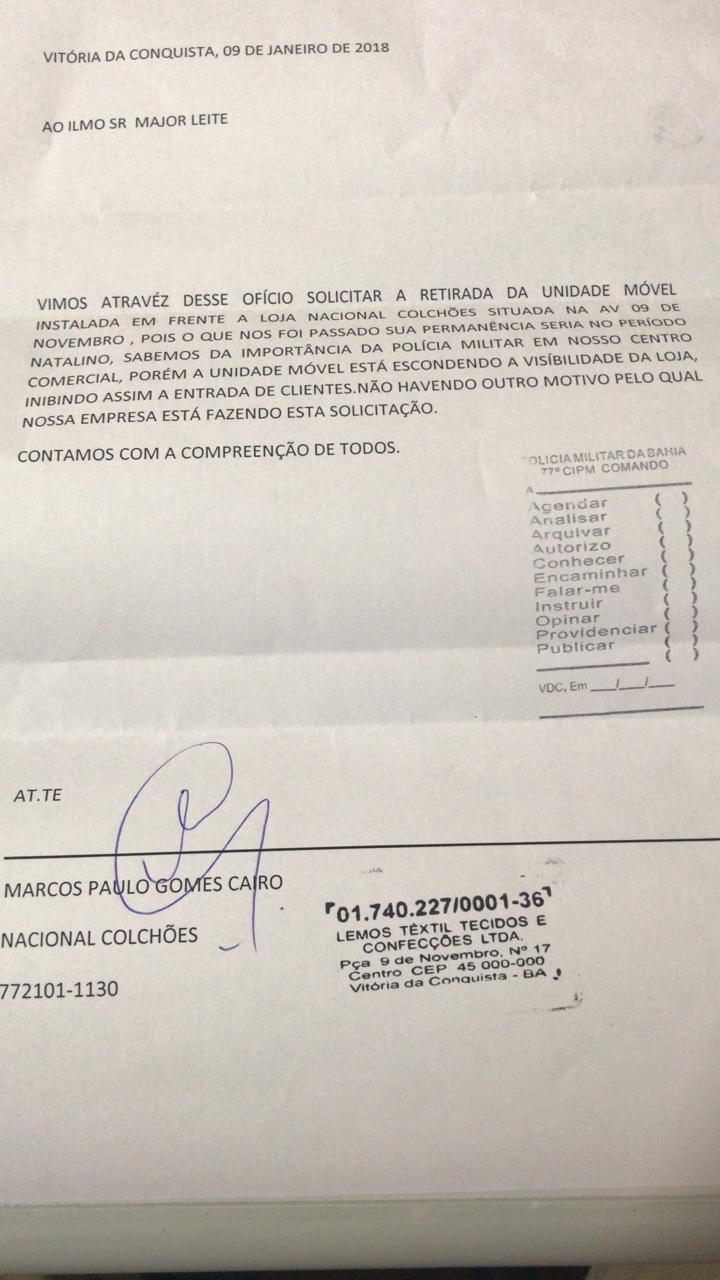 VITÓRIA DA CONQUISTA, 09 DE JANEIRO DE 2018
AO ILMO SR MAJOR LEITE
VIMOS ATRAVÉZ DESSE OFÍCIO SOLICITAR A RETIRADA DA UNIDADE MÓVEL
INSTALADA EM FRENTE A LOJA NACIONAL COLCHÕES SITUADA NA AV 09 DE
NOVEMBRO , POIS O QUE NOS FOI PASSADO SUA PERMANÊNCIA SERIA NO PERÍODO
NATALINO, SABEMOS DA IMPORTÂNCIA DA POLÍCIA MILITAR EM NOSSO CENTRO
COMERCIAL, PORÉM A UNIDADE MÓVEL ESTÁ ESCONDENDO A VISÍBILIDADE DA LOJA,
INIBINDO ASSIM A ENTRADA DE CLIENTES.NÃO HAVENDO OUTRO MOTIVO PELO QUAL
NOSSA EMPRESA ESTÁ FAZENDO ESTA SOLICITAÇÃO.
CONTAMOS COM A COMPREENÇÃO DE TODOS.
POLICIA MILITAR DA BAHIA
77º CIPM COMANDO
A
Agendar ( )
Analisar ( )
Arquivar ( )
Autorizo ( )
Conhecer ( )
Encaminhar ( )
Falar-me ( )
Instruir ( )
Opinar ( )
Providenciar ( )
Publicar ( )
( )
VDC, Em ___/___/___
AT.TE
MARCOS PAULO GOMES CAIRO
NACIONAL COLCHÕES
772101-1130
01.740.227/0001-36
LEMOS TÊXTIL TECIDOS E
CONFECÇÕES LTDA.
Pça 9 de Novembro, Nº 17
Centro CEP 45 000-000
Vitória da Conquista - BA